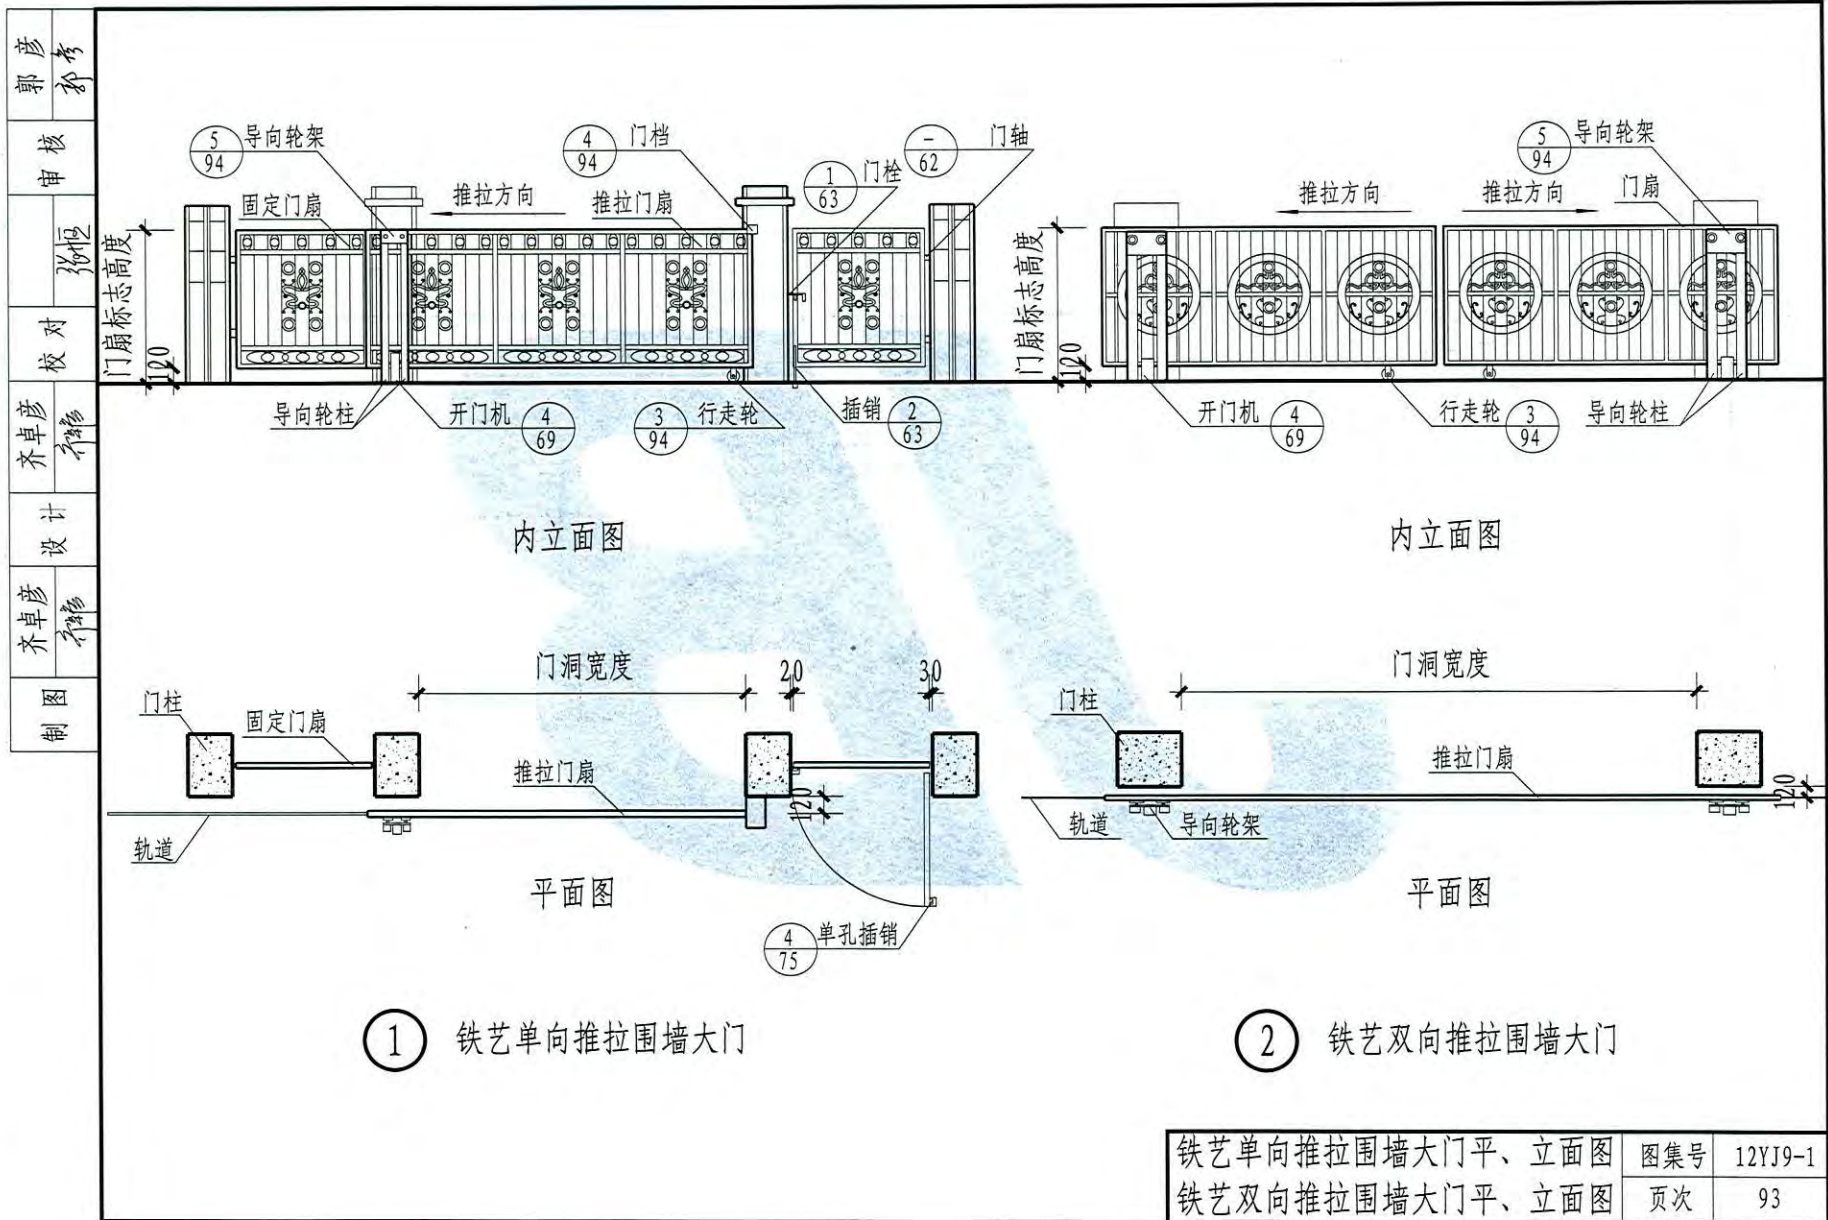 郭彦
审核
校对
齐卓彦
设计
齐卓彦
制图
5
94
导向轮架
4
94
门档
1
63
门栓
-
62
门轴
固定门扇
推拉方向
推拉门扇
门扇标志高度
120
导向轮柱
开门机
4
69
3
94
行走轮
插销
2
63
内立面图
5
94
导向轮架
推拉方向
推拉方向
门扇
门扇标志高度
120
开门机
4
69
行走轮
3
94
导向轮柱
内立面图
门洞宽度
20
30
门柱
固定门扇
推拉门扇
120
轨道
平面图
4
75
单孔插销
门洞宽度
门柱
推拉门扇
120
轨道
导向轮架
平面图
1 铁艺单向推拉围墙大门
2 铁艺双向推拉围墙大门
铁艺单向推拉围墙大门平、立面图
铁艺双向推拉围墙大门平、立面图
图集号 12YJ9-1
页次 93